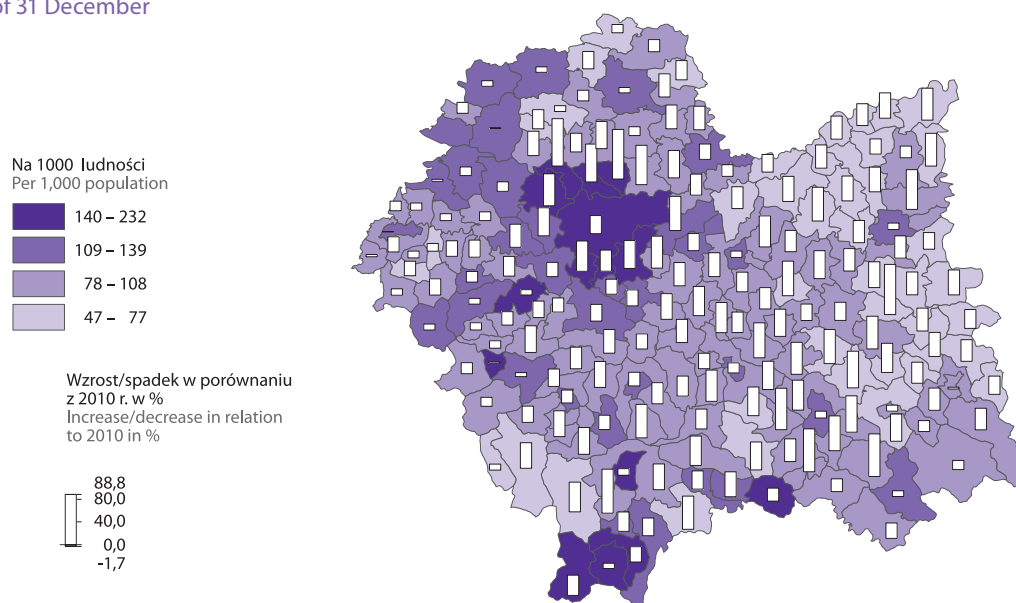 of 31 December
Na 1000 ludności
Per 1,000 population
140 – 232
109 – 139
78 – 108
47 – 77
Wzrost/spadek w porównaniu
z 2010 r. w %
Increase/decrease in relation
to 2010 in %
88,8
80,0
40,0
0,0
-1,7